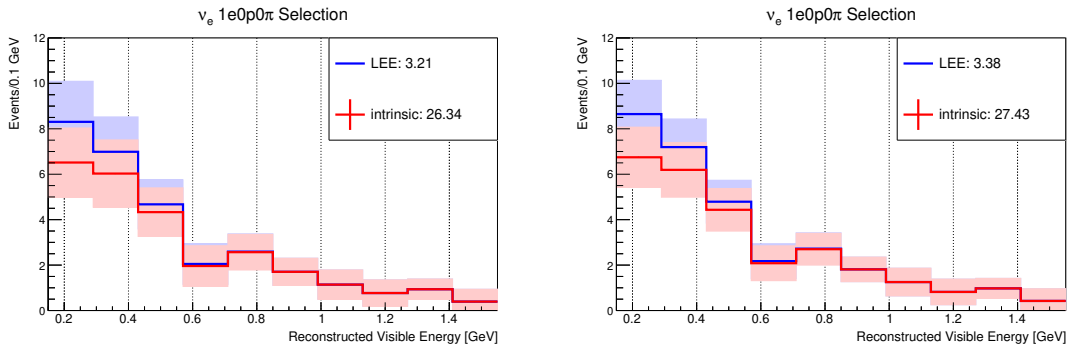 ν_e 1e0p0π Selection
Events/0.1 GeV
12
10
8
6
4
2
0
LEE: 3.21
intrinsic: 26.34
0.2 0.4 0.6 0.8 1 1.2 1.4
Reconstructed Visible Energy [GeV]
ν_e 1e0p0π Selection
Events/0.1 GeV
12
10
8
6
4
2
0
LEE: 3.38
intrinsic: 27.43
0.2 0.4 0.6 0.8 1 1.2 1.4
Reconstructed Visible Energy [GeV]